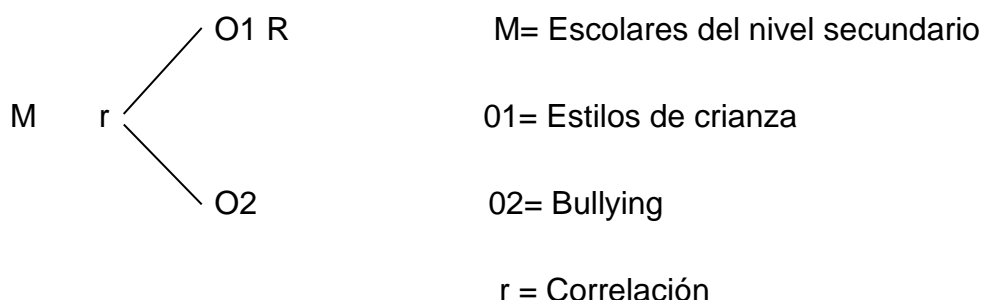 O1 R M= Escolares del nivel secundario
M r 01= Estilos de crianza
O2 02= Bullying
r = Correlación